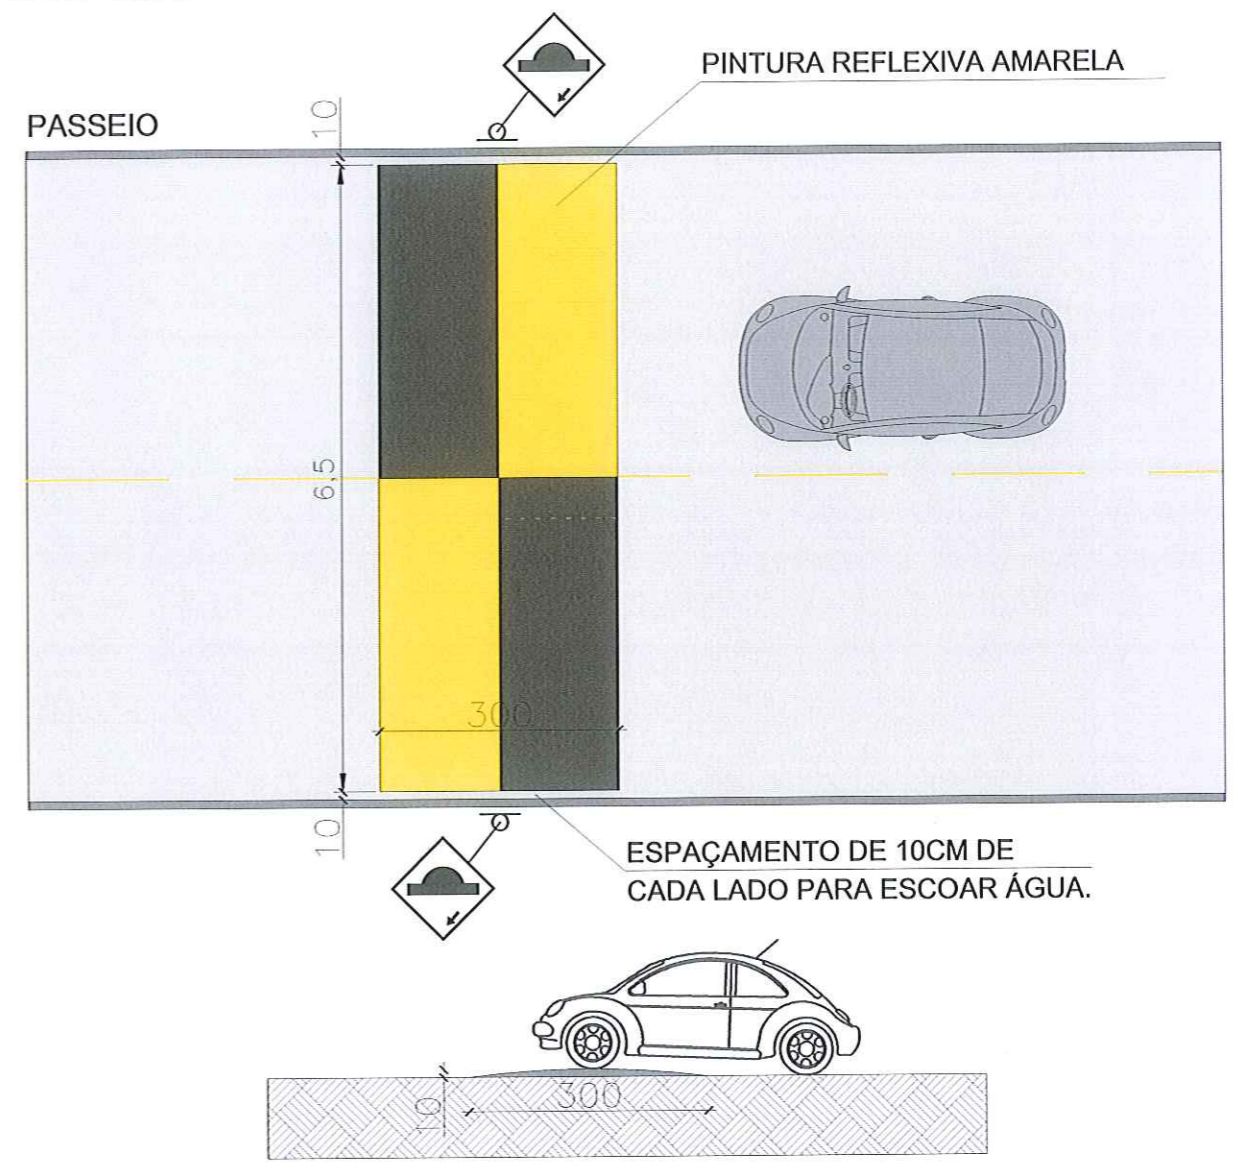 PINTURA REFLEXIVA AMARELA
PASSEIO
10
6,5
300
10
ESPAÇAMENTO DE 10CM DE
CADA LADO PARA ESCOAR ÁGUA.
10
300